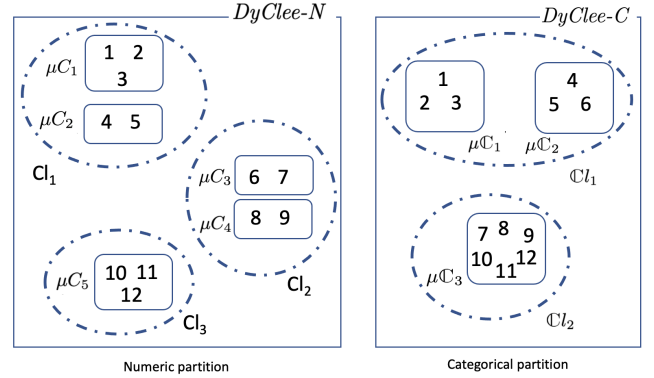 DyClee-N
μC₁
1 2
3
μC₂
4 5
Cl₁
μC₃
6 7
μC₄
8 9
Cl₂
μC₅
10 11
12
Cl₃
Numeric partition
DyClee-C
1
2 3
μℂ₁
4
5 6
μℂ₂
ℂl₁
7 8 9
10 11 12
μℂ₃
ℂl₂
Categorical partition